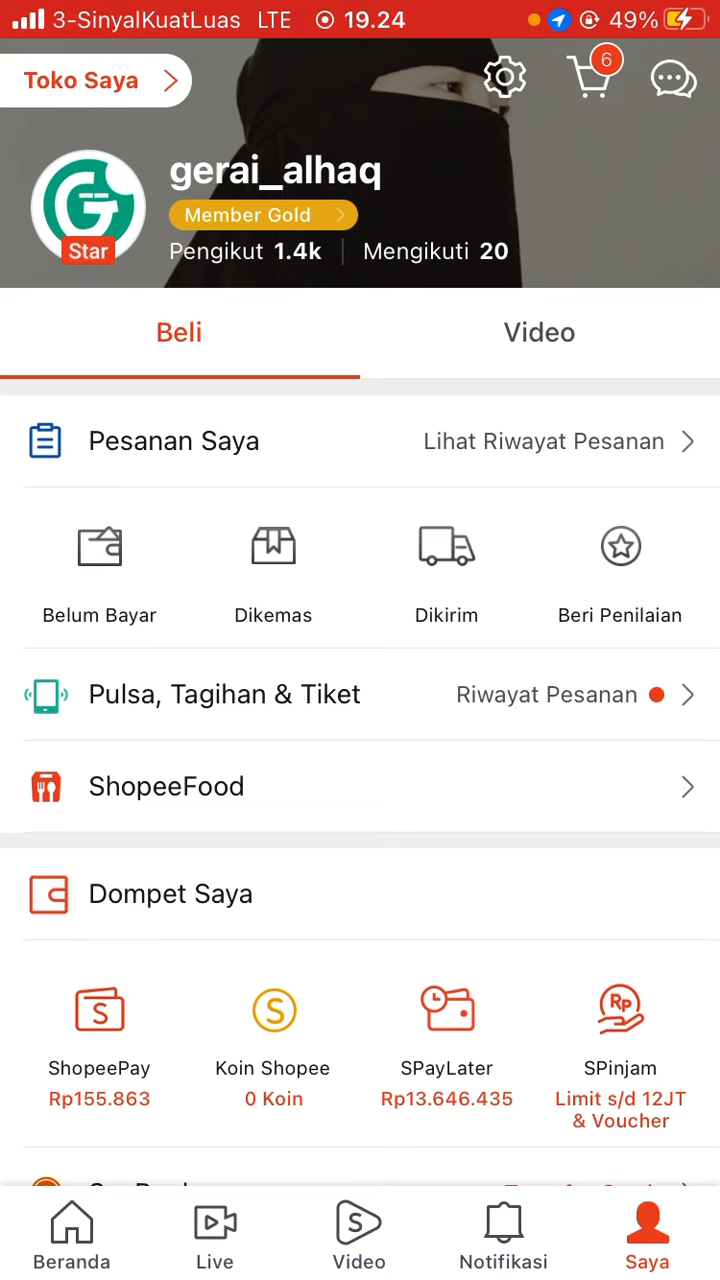 3-SinyalKuatLuas LTE 19.24 49%
Toko Saya
6
gerai_alhaq
Member Gold
Star
Pengikut 1.4k Mengikuti 20
Beli Video
Pesanan Saya Lihat Riwayat Pesanan
Belum Bayar Dikemas Dikirim Beri Penilaian
Pulsa, Tagihan & Tiket Riwayat Pesanan
ShopeeFood
Dompet Saya
ShopeePay Koin Shopee SPayLater SPinjam
Rp155.863 0 Koin Rp13.646.435 Limit s/d 12JT
& Voucher
Beranda Live Video Notifikasi Saya